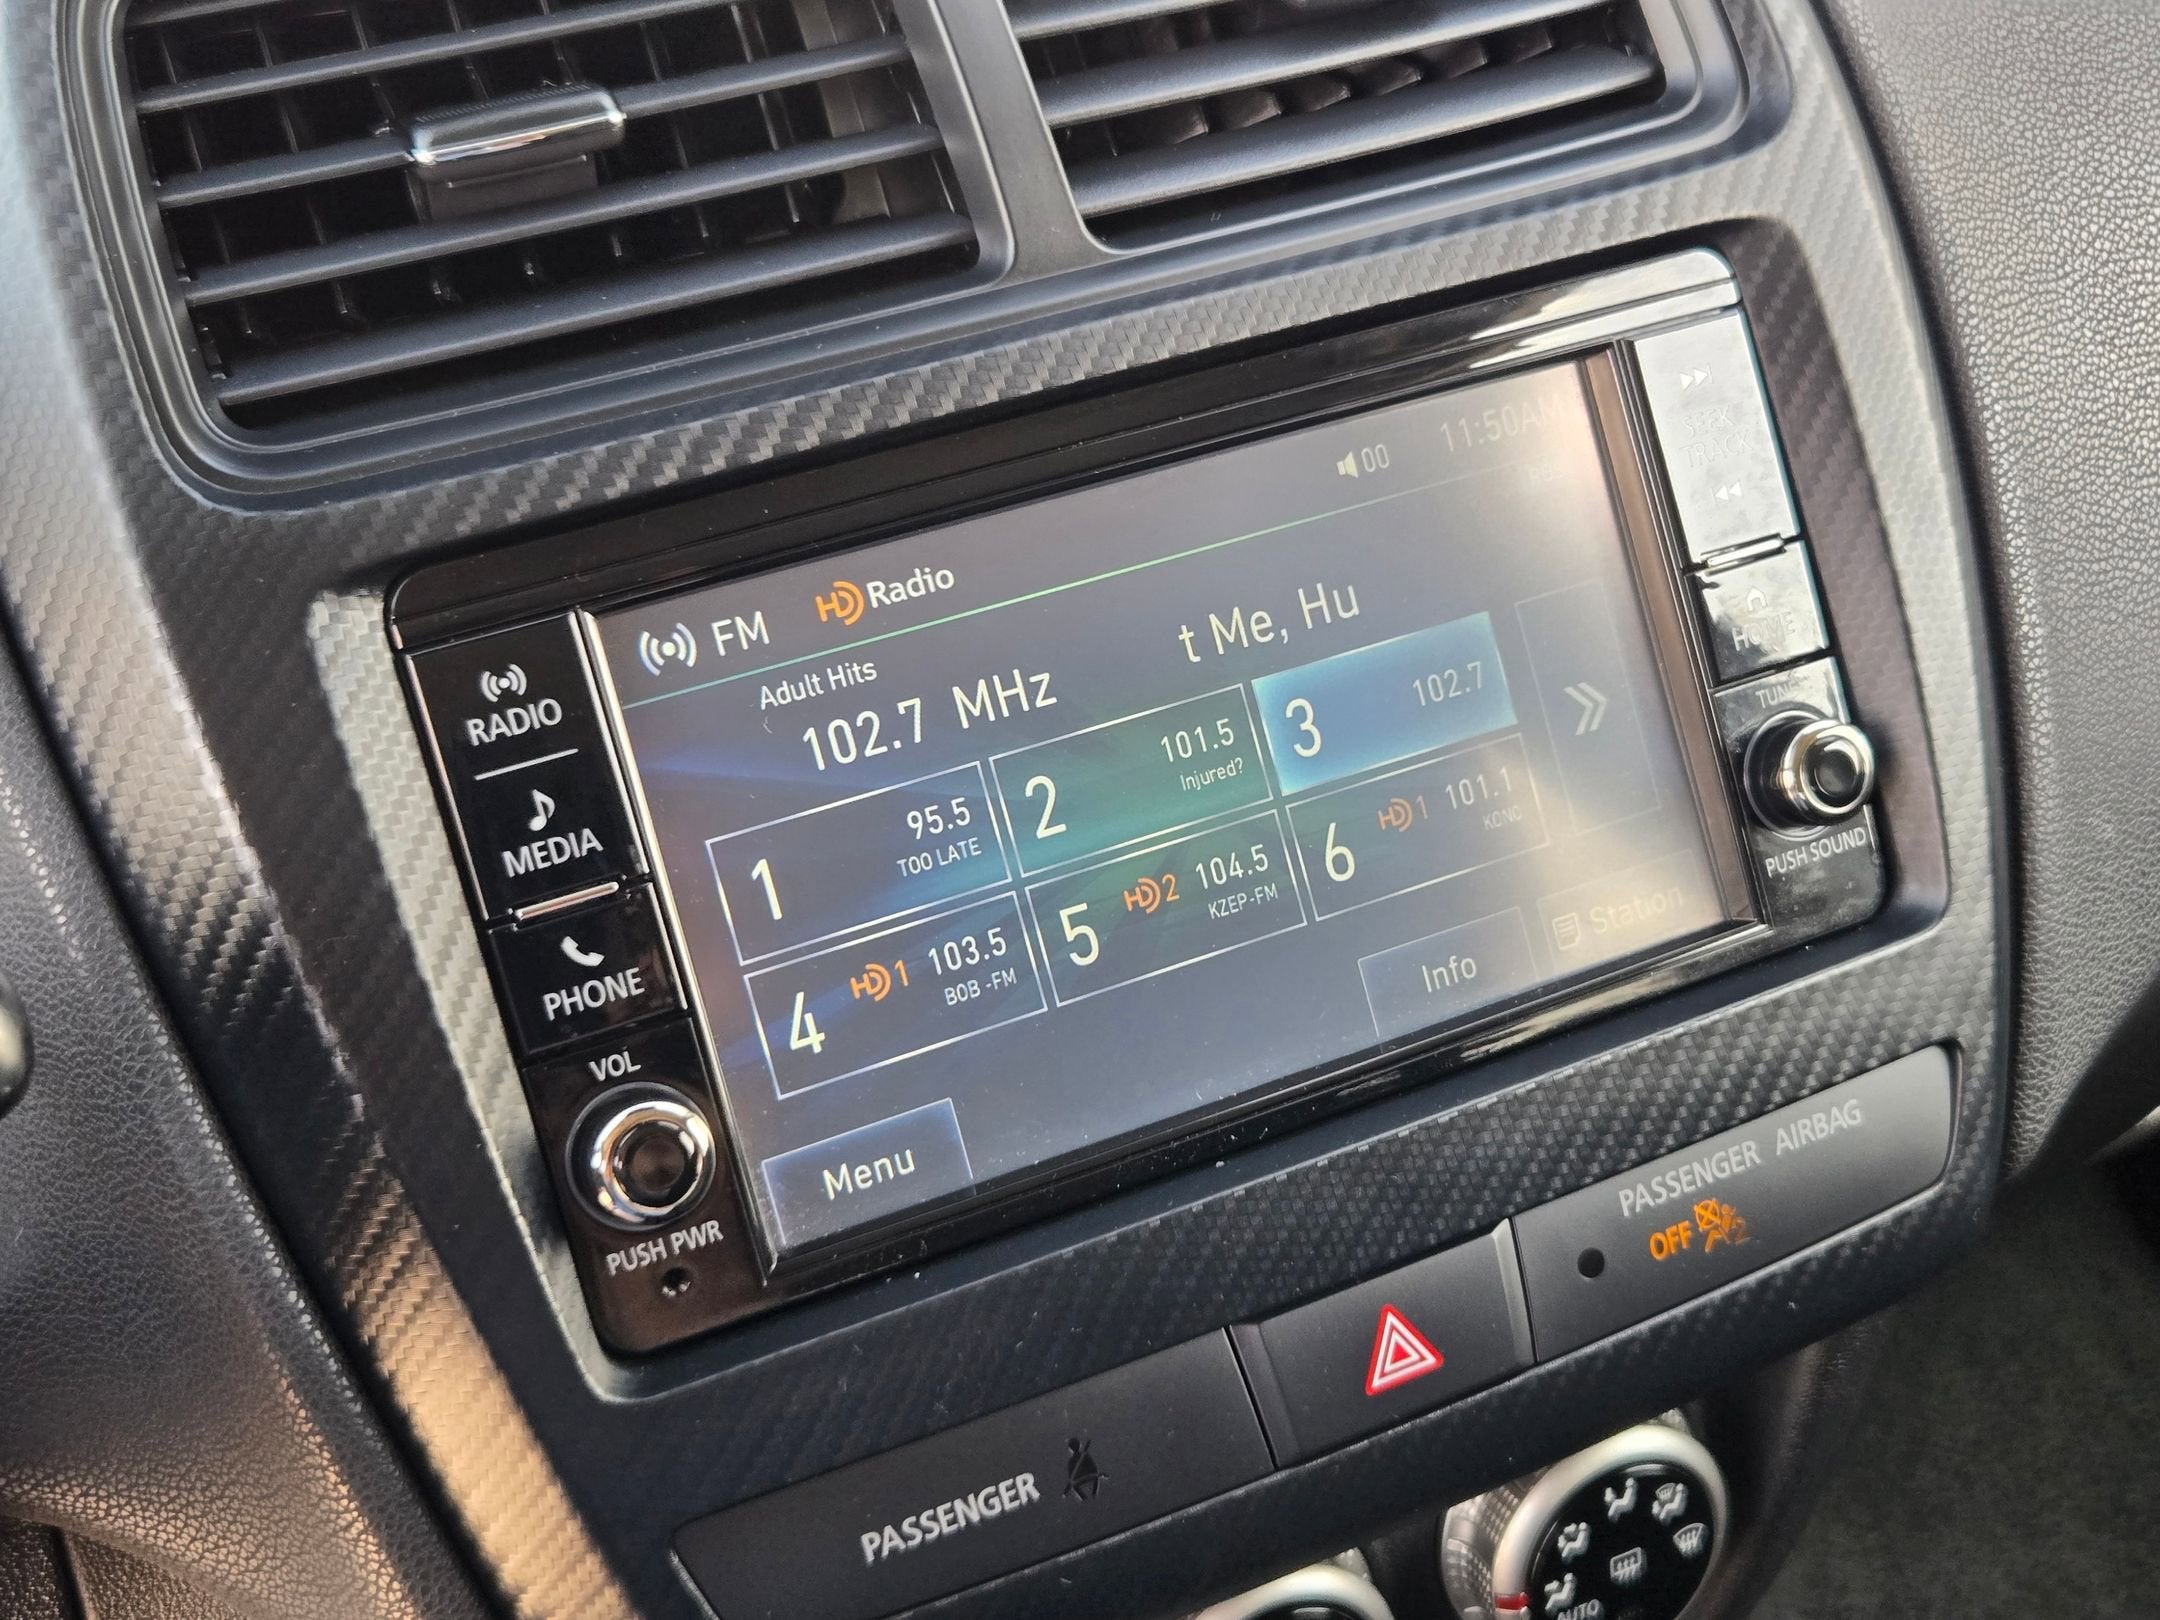 00 11:50AM
FM HD Radio
Adult Hits
102.7 MHz
t Me, Hu
1 95.5
TOO LATE
2 101.5
Injured?
3 102.7
4 HD1 103.5
BOB-FM
5 HD2 104.5
KZEP-FM
6 HD1 101.1
Menu
Info
Station
RADIO
MEDIA
PHONE
VOL
PUSH PWR
SEEK
TRACK
HOME
TUNE
PUSH SOUND
PASSENGER AIRBAG
OFF 2
PASSENGER
AUTO